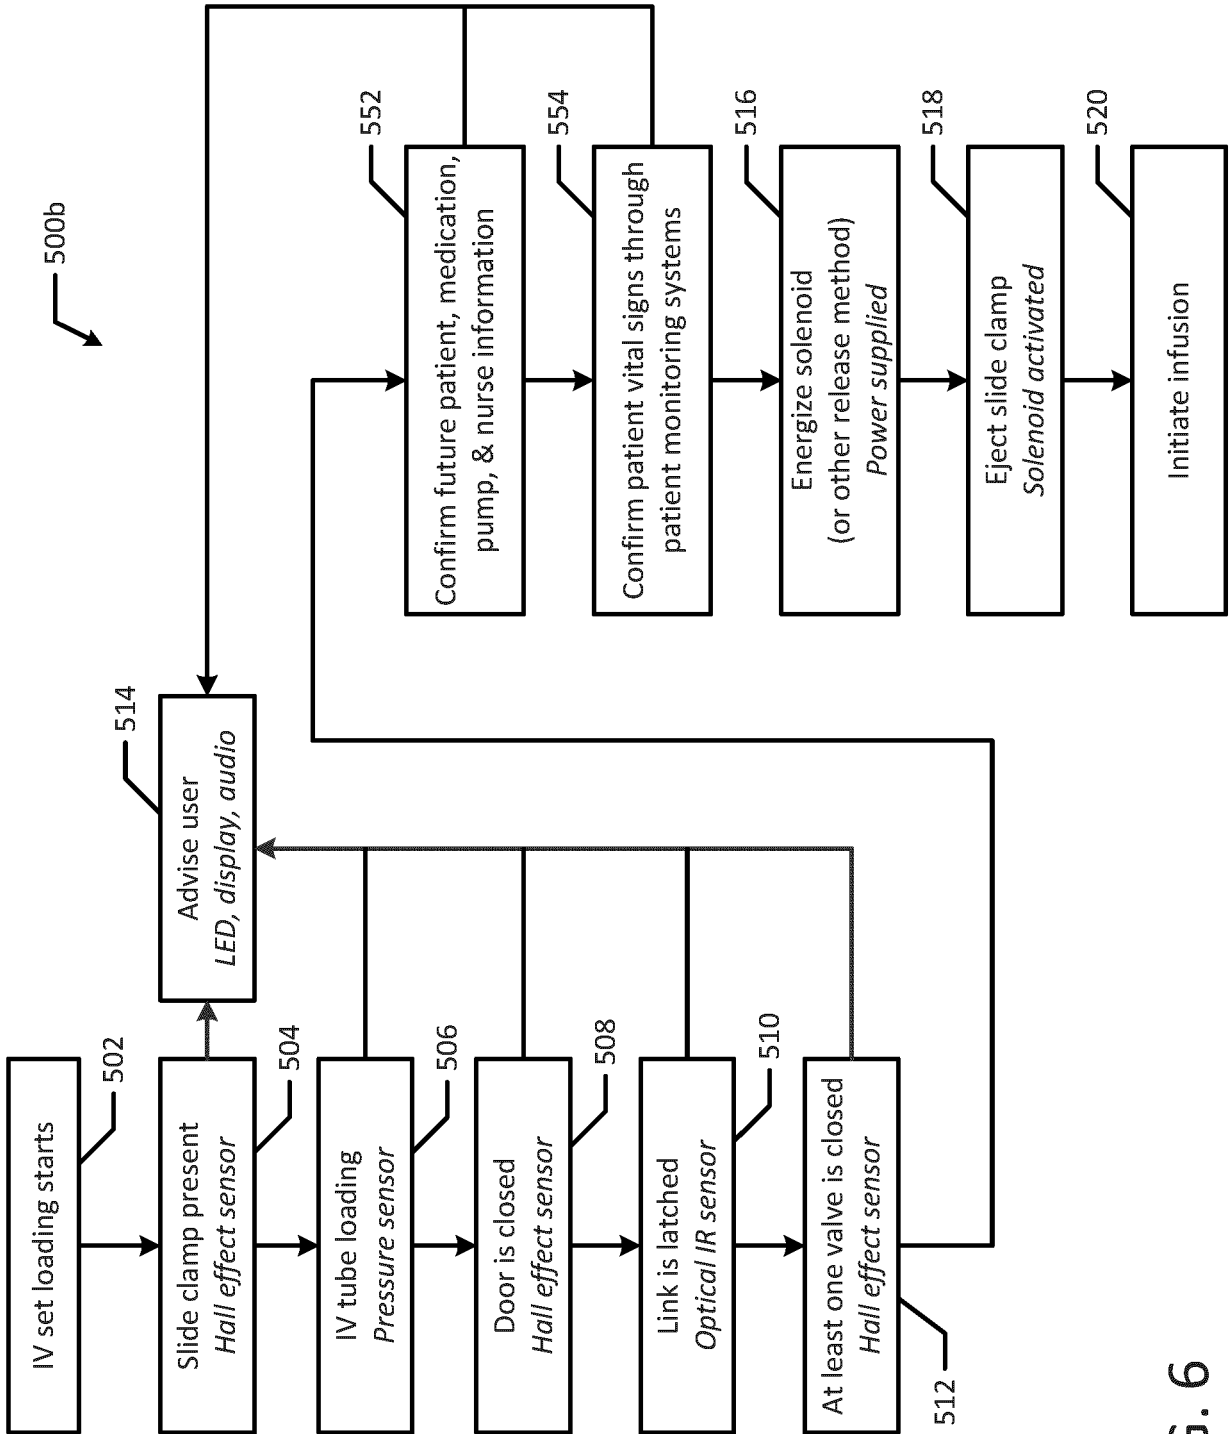 500b
IV set loading starts
502
Slide clamp present
Hall effect sensor
504
IV tube loading
Pressure sensor
506
Door is closed
Hall effect sensor
508
Link is latched
Optical IR sensor
510
At least one valve is closed
Hall effect sensor
512
Advise user
LED, display, audio
514
Confirm future patient, medication,
pump, & nurse information
552
Confirm patient vital signs through
patient monitoring systems
554
Energize solenoid
(or other release method)
Power supplied
516
Eject slide clamp
Solenoid activated
518
Initiate infusion
520
G. 6